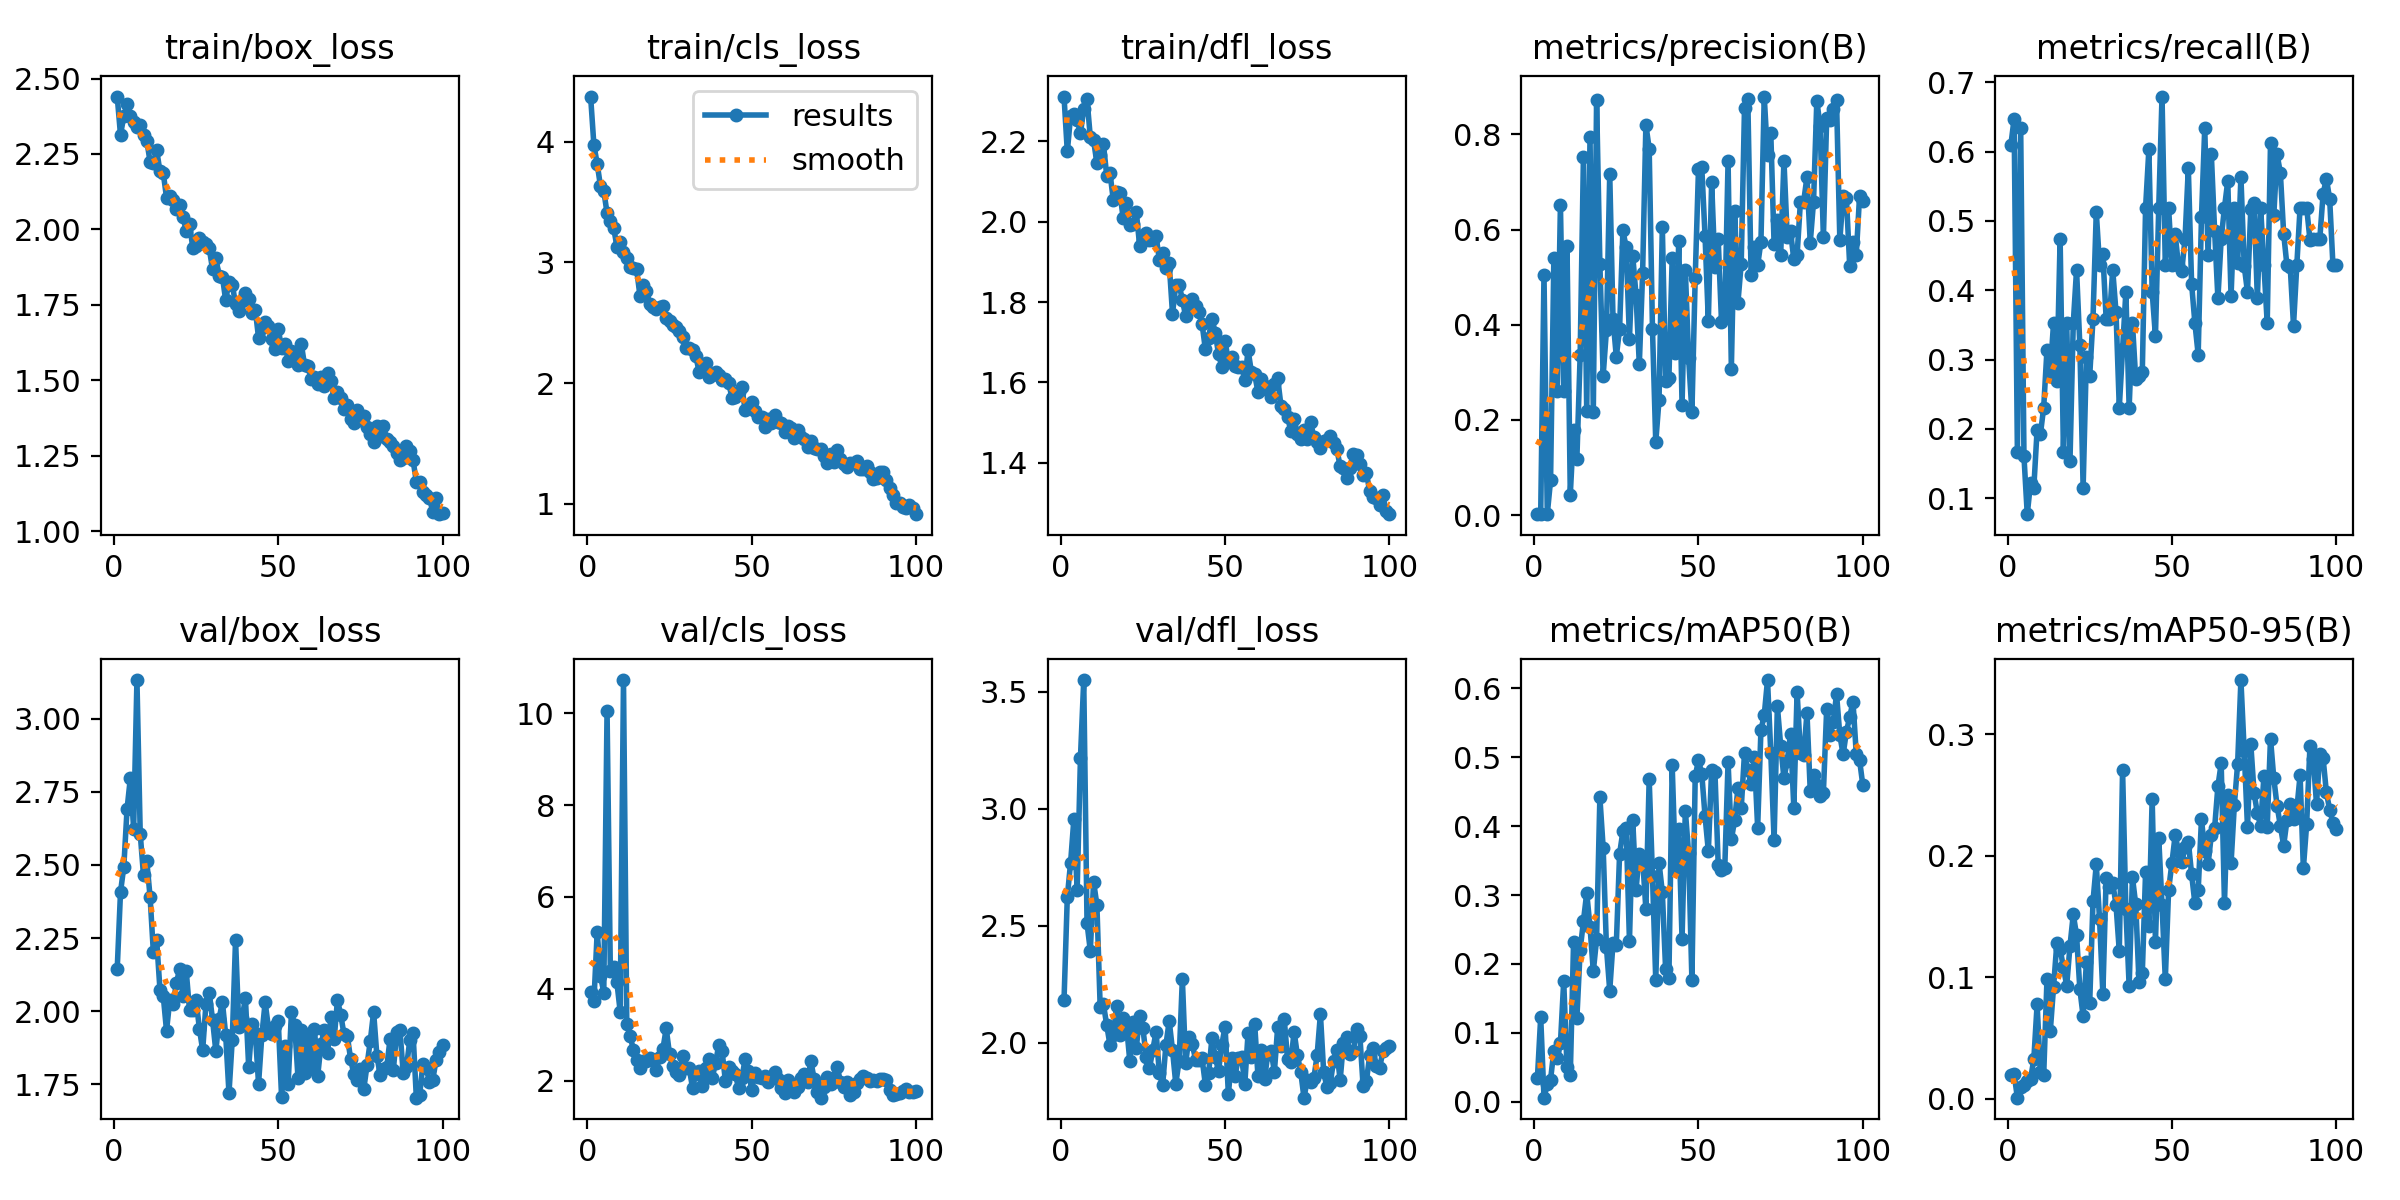 train/box_loss
2.50
2.25
2.00
1.75
1.50
1.25
1.00
0 50 100
train/cls_loss
results
smooth
4
3
2
1
0 50 100
train/dfl_loss
2.2
2.0
1.8
1.6
1.4
0 50 100
metrics/precision(B)
0.8
0.6
0.4
0.2
0.0
0 50 100
metrics/recall(B)
0.7
0.6
0.5
0.4
0.3
0.2
0.1
0 50 100
val/box_loss
3.00
2.75
2.50
2.25
2.00
1.75
0 50 100
val/cls_loss
10
8
6
4
2
0 50 100
val/dfl_loss
3.5
3.0
2.5
2.0
0 50 100
metrics/mAP50(B)
0.6
0.5
0.4
0.3
0.2
0.1
0.0
0 50 100
metrics/mAP50-95(B)
0.3
0.2
0.1
0.0
0 50 100